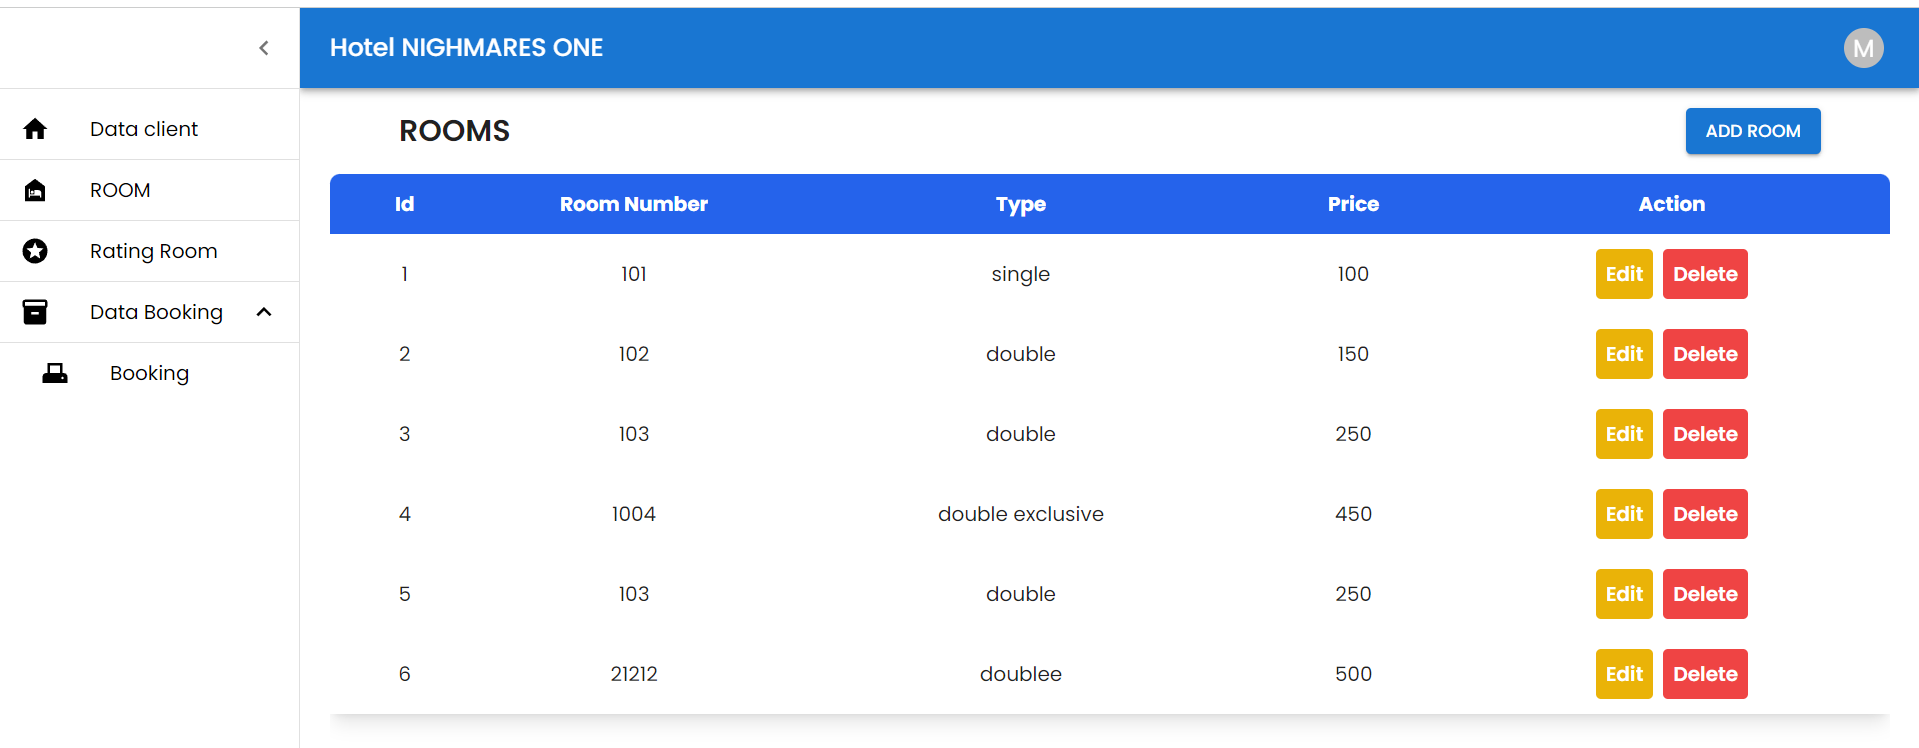 Hotel NIGHMARES ONE
M
Data client
ROOM
Rating Room
Data Booking
Booking
ROOMS
ADD ROOM
Id Room Number Type Price Action
1 101 single 100 Edit Delete
2 102 double 150 Edit Delete
3 103 double 250 Edit Delete
4 1004 double exclusive 450 Edit Delete
5 103 double 250 Edit Delete
6 21212 doublee 500 Edit Delete